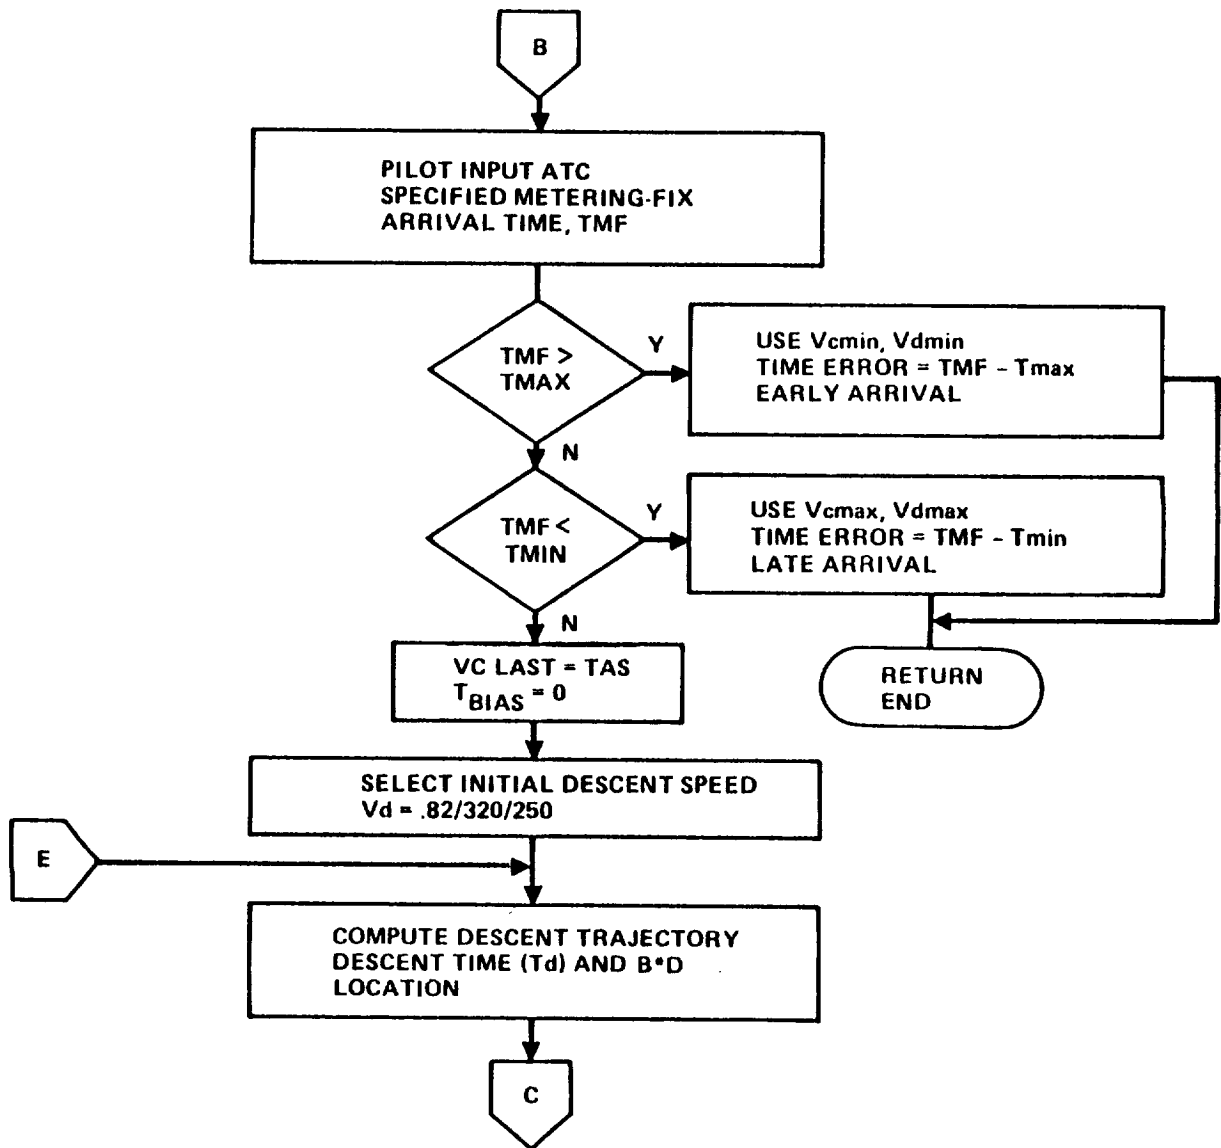 B
PILOT INPUT ATC
SPECIFIED METERING-FIX
ARRIVAL TIME, TMF
TMF >
TMAX
Y
USE Vcmin, Vdmin
TIME ERROR = TMF - Tmax
EARLY ARRIVAL
N
TMF <
TMIN
Y
USE Vcmax, Vdmax
TIME ERROR = TMF - Tmin
LATE ARRIVAL
N
VC LAST = TAS
TBIAS = 0
RETURN
END
SELECT INITIAL DESCENT SPEED
Vd = .82/320/250
E
COMPUTE DESCENT TRAJECTORY
DESCENT TIME (Td) AND B*D
LOCATION
C